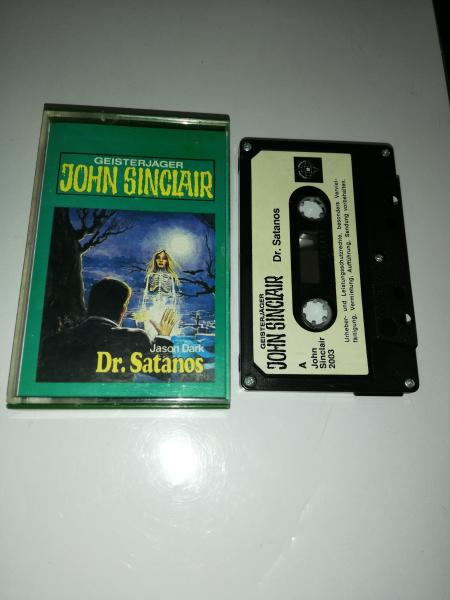 GEISTERJÄGER
JOHN SINCLAIR
Jason Dark
Dr. Satanos
GEISTERJÄGER
JOHN SINCLAIR Dr. Satanos
A
John
Sinclair
2003
Urheber- und Leistungsschutzrechte, besonders Verviel-
fältigung, Vermietung, Aufführung, Sendung vorbehalten.